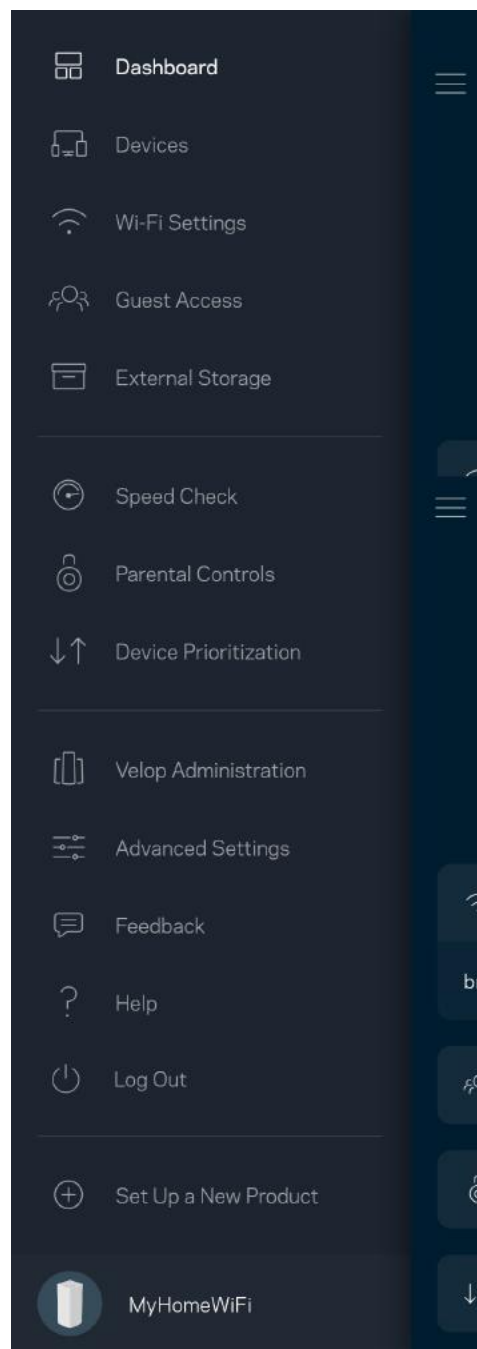 Dashboard
Devices
Wi-Fi Settings
Guest Access
External Storage
Speed Check
Parental Controls
Device Prioritization
Velop Administration
Advanced Settings
Feedback
Help
Log Out
Set Up a New Product
MyHomeWiFi